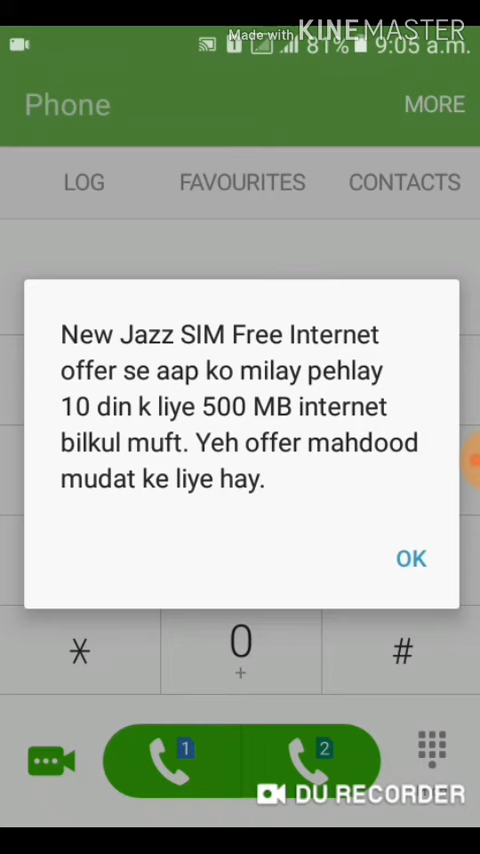 Made with KINEMASTER
1 81% 9:05 a.m.
Phone MORE
LOG FAVOURITES CONTACTS
New Jazz SIM Free Internet
offer se aap ko milay pehlay
10 din k liye 500 MB internet
bilkul muft. Yeh offer mahdood
mudat ke liye hay.
OK
* 0 #
+
1 2
DU RECORDER